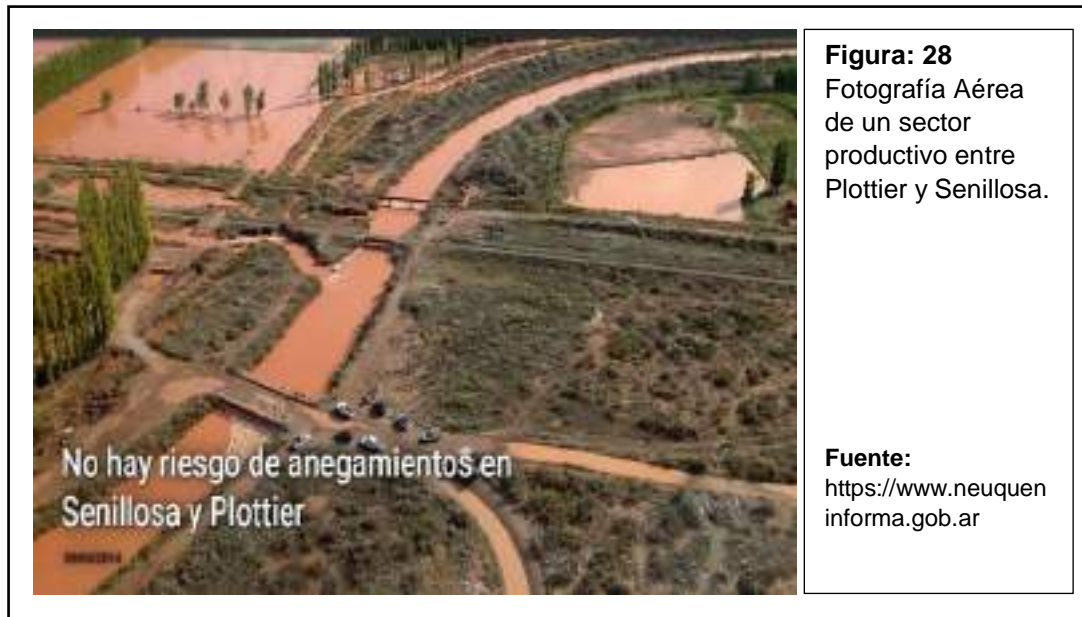 No hay riesgo de anegamientos en
Senillosa y Plottier
Figura: 28
Fotografía Aérea
de un sector
productivo entre
Plottier y Senillosa.
Fuente:
https://www.neuquen
informa.gob.ar